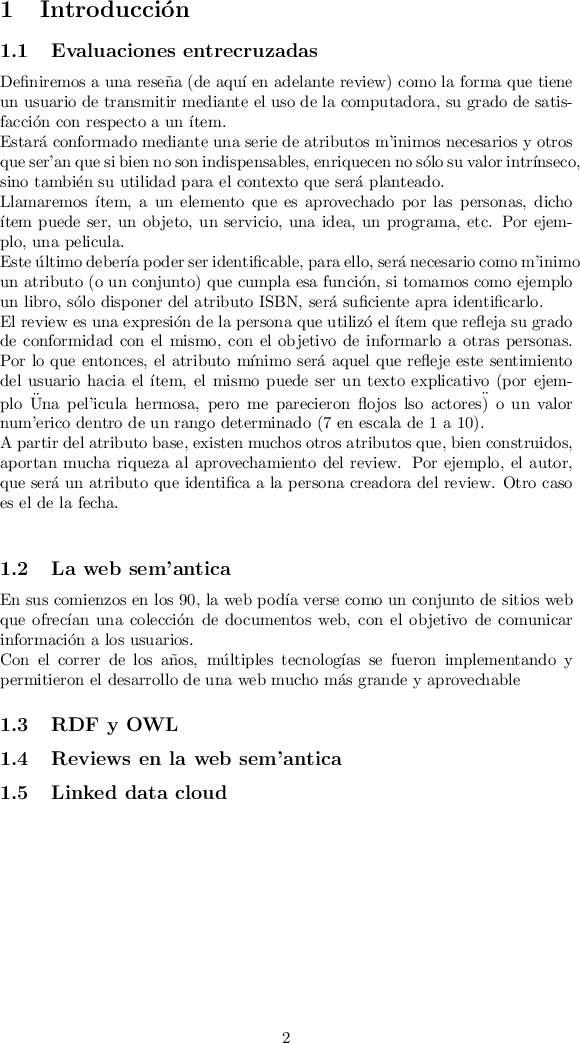 1 Introducción
1.1 Evaluaciones entrecruzadas
Definiremos a una reseña (de aquí en adelante review) como la forma que tiene
un usuario de transmitir mediante el uso de la computadora, su grado de satis-
facción con respecto a un ítem.
Estará conformado mediante una serie de atributos m'inimos necesarios y otros
que ser'an que si bien no son indispensables, enriquecen no sólo su valor intrínseco,
sino también su utilidad para el contexto que será planteado.
Llamaremos ítem, a un elemento que es aprovechado por las personas, dicho
ítem puede ser, un objeto, un servicio, una idea, un programa, etc. Por ejem-
plo, una pelicula.
Este último debería poder ser identificable, para ello, será necesario como m'inimo
un atributo (o un conjunto) que cumpla esa función, si tomamos como ejemplo
un libro, sólo disponer del atributo ISBN, será suficiente apra identificarlo.
El review es una expresión de la persona que utilizó el ítem que refleja su grado
de conformidad con el mismo, con el objetivo de informarlo a otras personas.
Por lo que entonces, el atributo mínimo será aquel que refleje este sentimiento
del usuario hacia el ítem, el mismo puede ser un texto explicativo (por ejem-
plo Üna pel'icula hermosa, pero me parecieron flojos lso actores)̈ o un valor
num'erico dentro de un rango determinado (7 en escala de 1 a 10).
A partir del atributo base, existen muchos otros atributos que, bien construidos,
aportan mucha riqueza al aprovechamiento del review. Por ejemplo, el autor,
que será un atributo que identifica a la persona creadora del review. Otro caso
es el de la fecha.
1.2 La web sem'antica
En sus comienzos en los 90, la web podía verse como un conjunto de sitios web
que ofrecían una colección de documentos web, con el objetivo de comunicar
información a los usuarios.
Con el correr de los años, múltiples tecnologías se fueron implementando y
permitieron el desarrollo de una web mucho más grande y aprovechable
1.3 RDF y OWL
1.4 Reviews en la web sem'antica
1.5 Linked data cloud
2